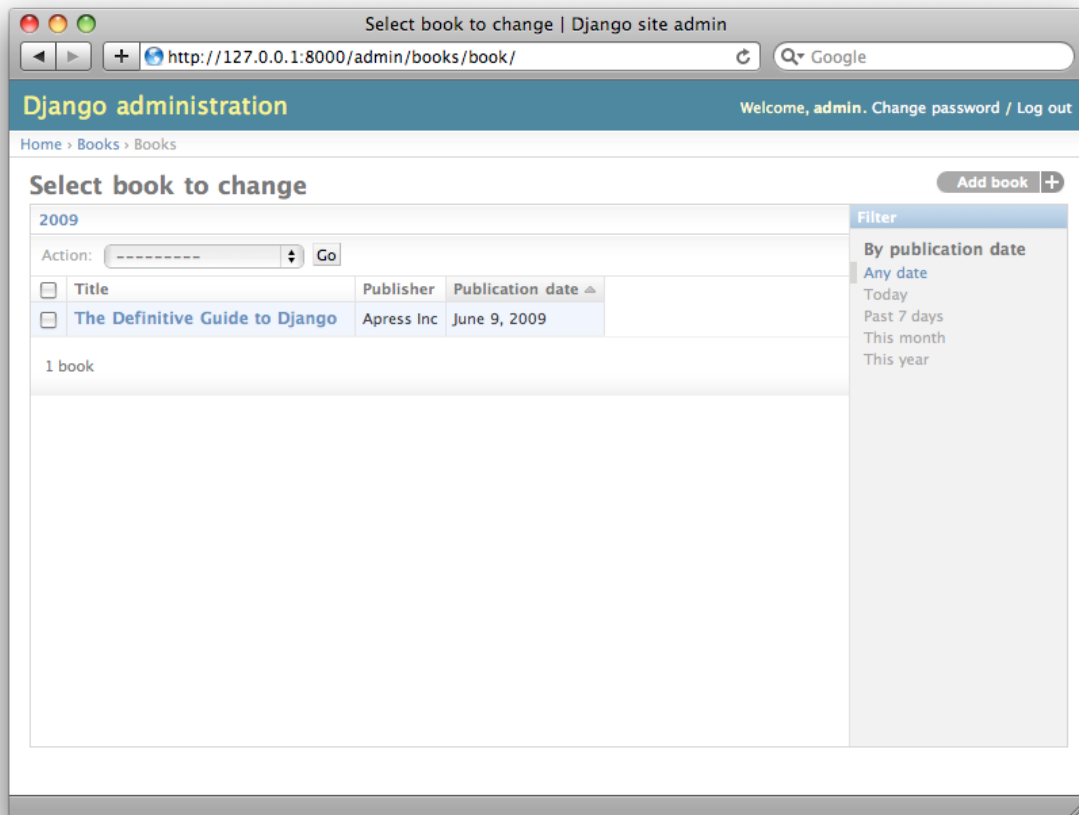 Select book to change | Django site admin
http://127.0.0.1:8000/admin/books/book/
Google
Django administration
Welcome, admin. Change password / Log out
Home › Books › Books
Select book to change
Add book +
2009
Action: --------- Go
Title Publisher Publication date
The Definitive Guide to Django Apress Inc June 9, 2009
1 book
Filter
By publication date
Any date
Today
Past 7 days
This month
This year